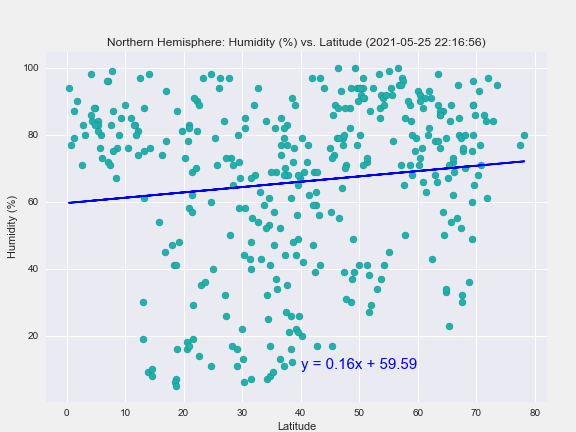 Northern Hemisphere: Humidity (%) vs. Latitude (2021-05-25 22:16:56)
100
80
60
40
20
Humidity (%)
y = 0.16x + 59.59
0 10 20 30 40 50 60 70 80
Latitude